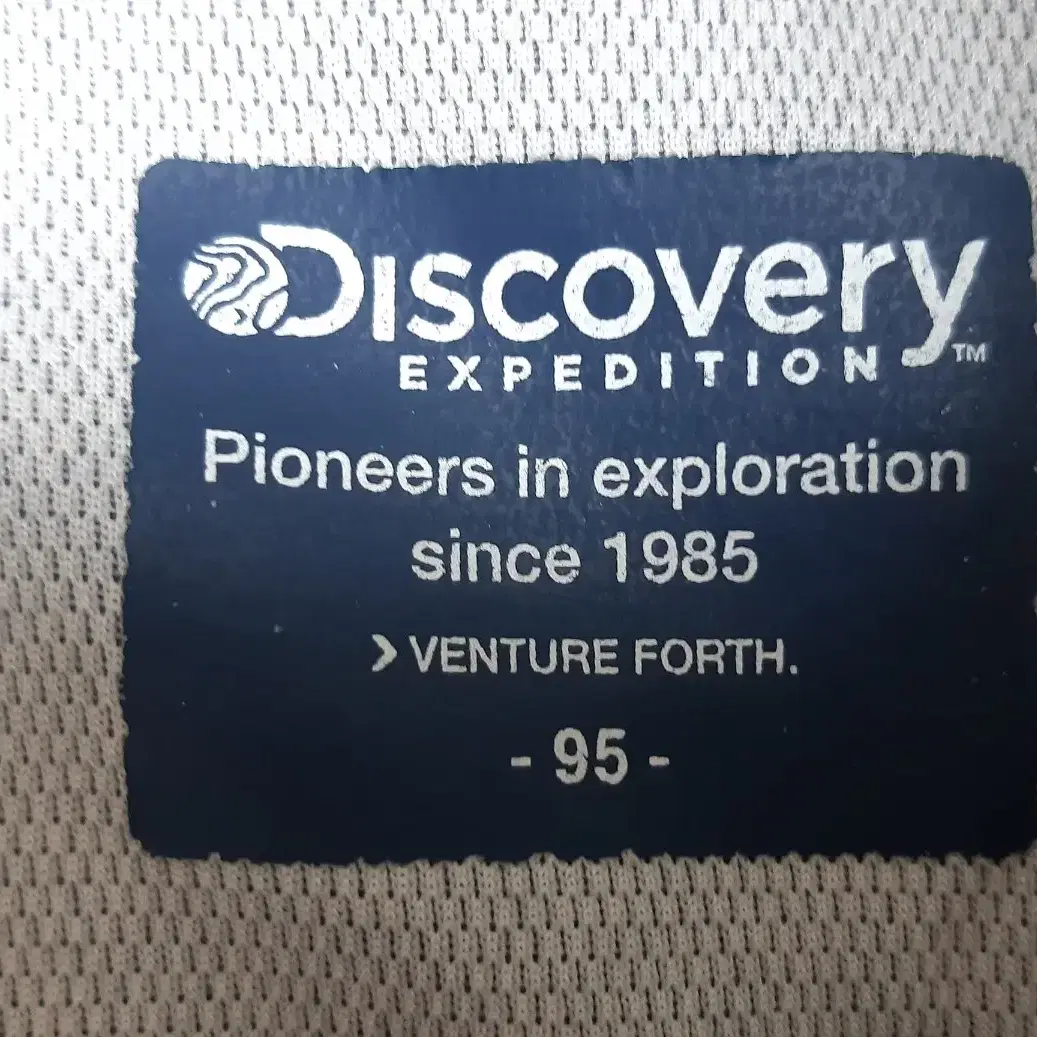 Discovery
EXPEDITION™
Pioneers in exploration
since 1985
❯ VENTURE FORTH.
- 95 -